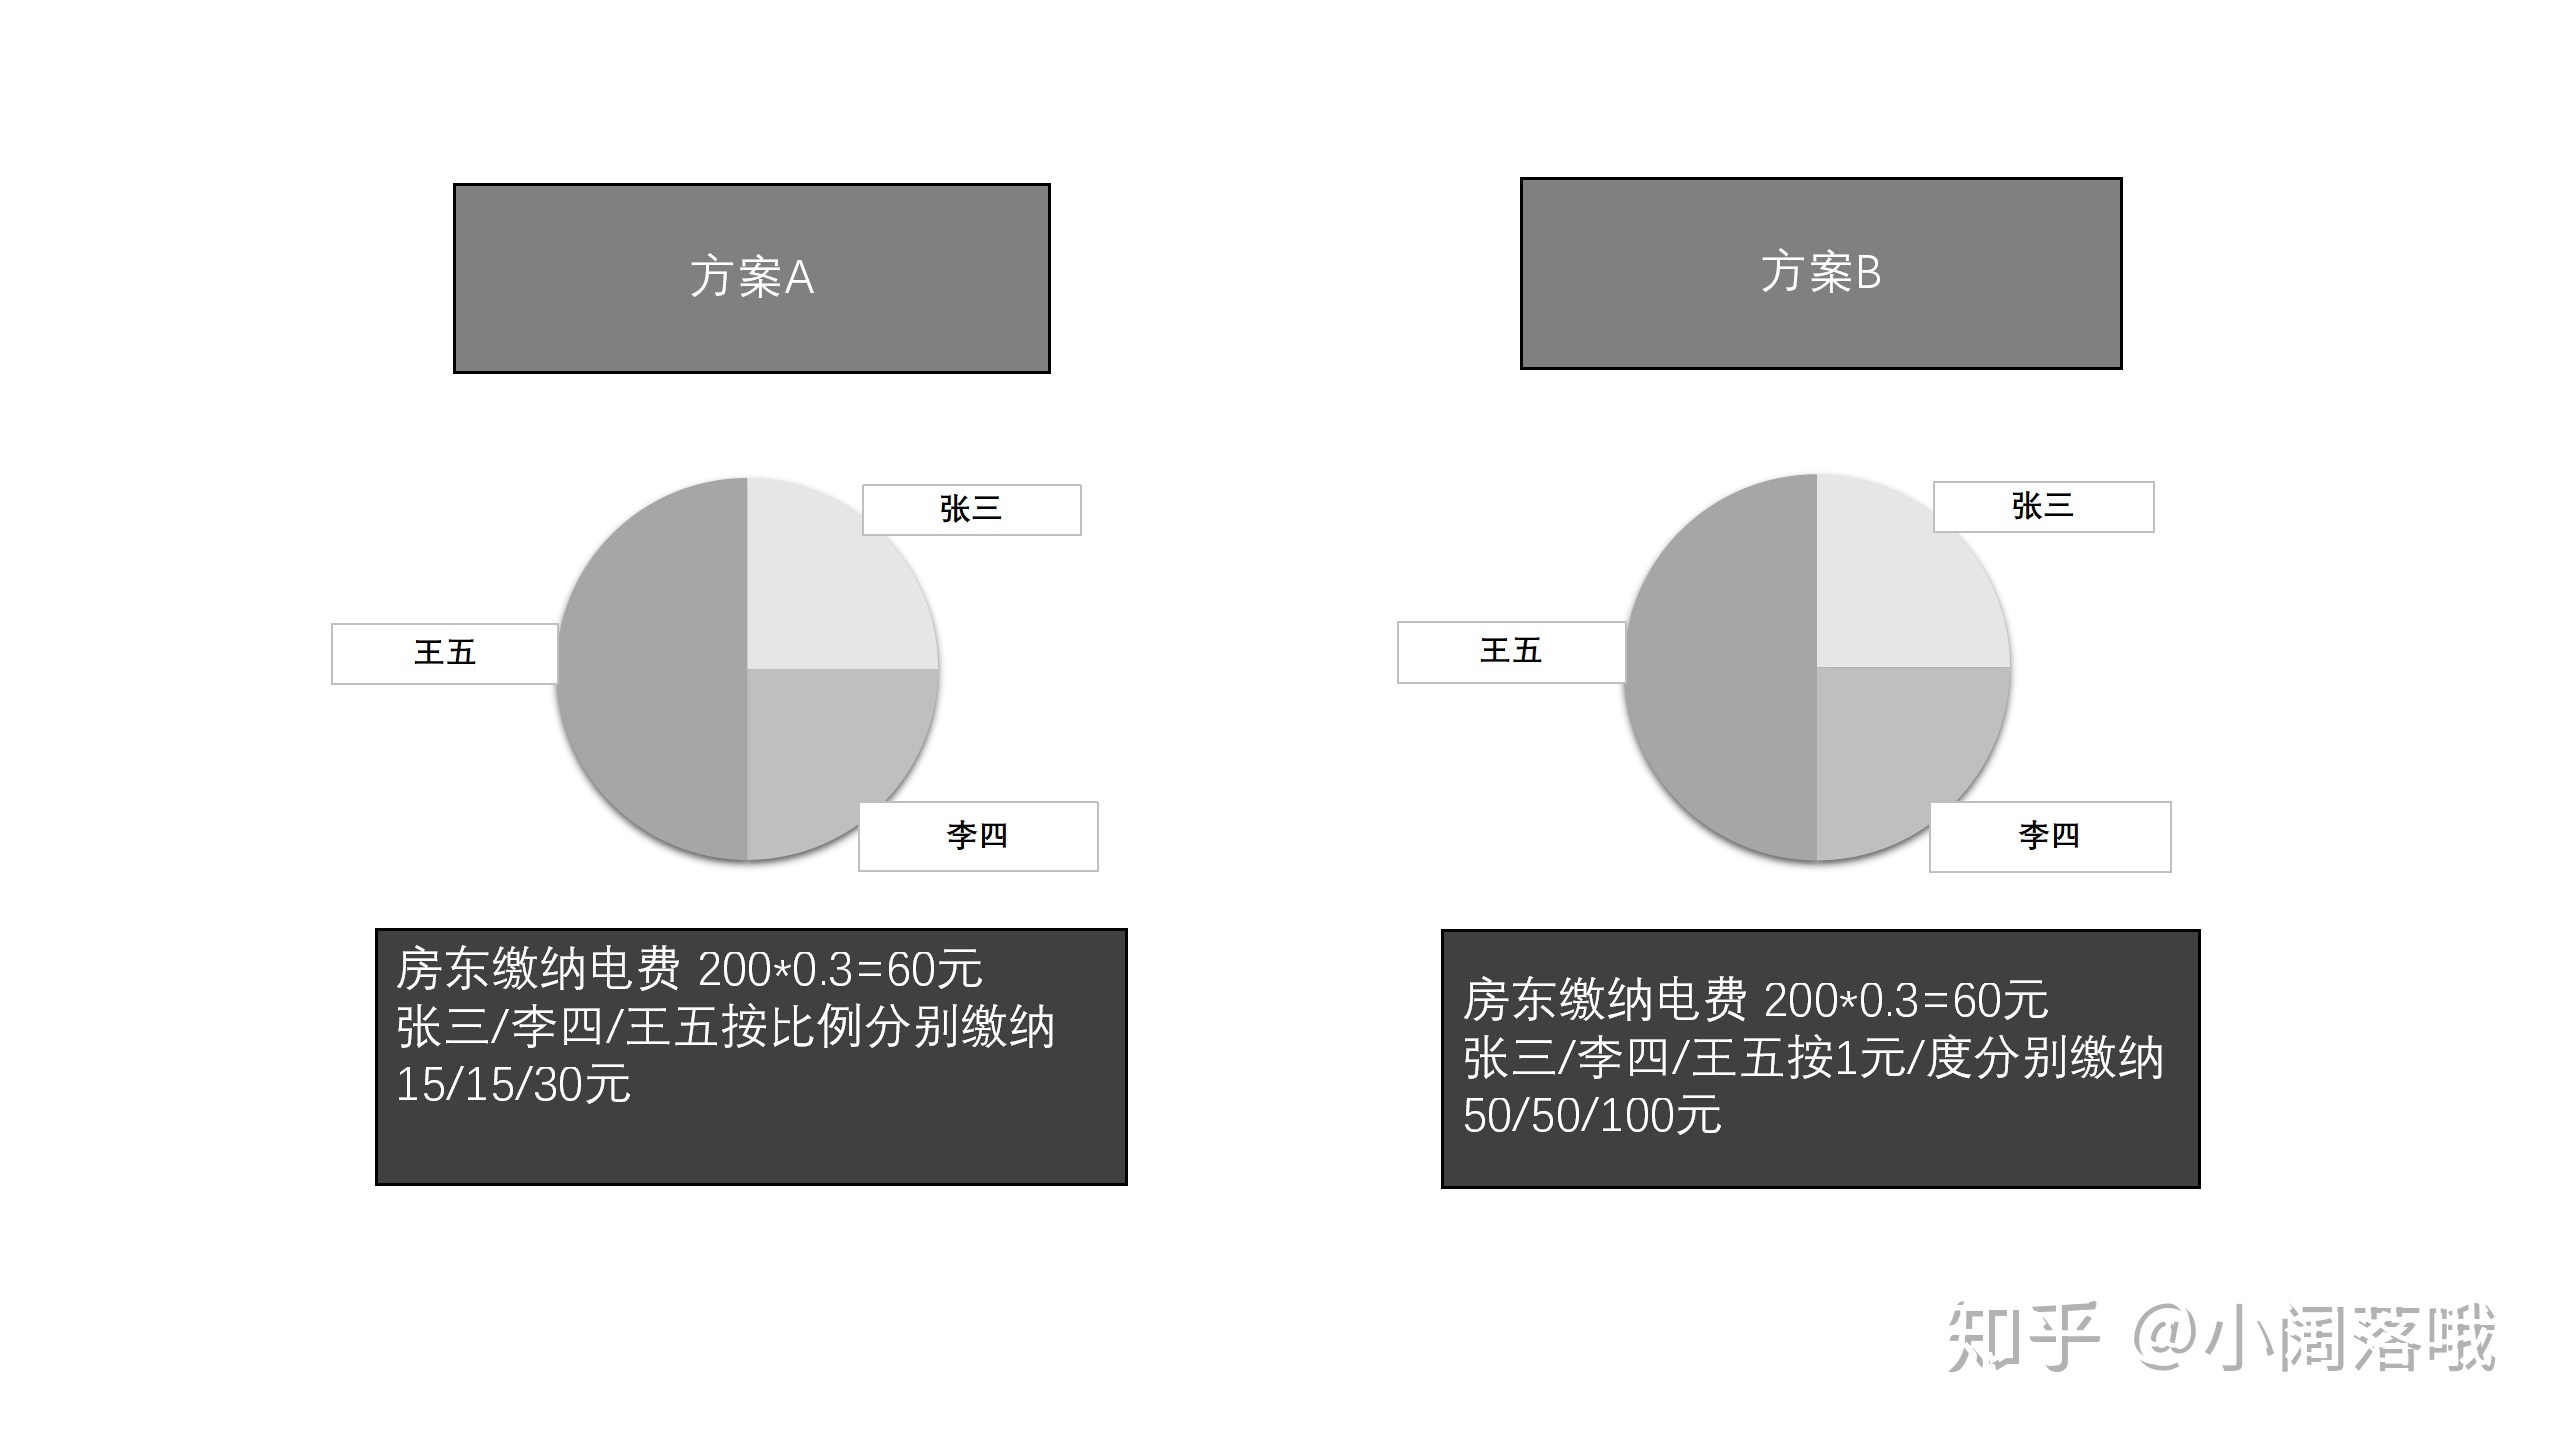 方案A
张三
王五
李四
房东缴纳电费 200*0.3=60元
张三/李四/王五按比例分别缴纳
15/15/30元
方案B
张三
王五
李四
房东缴纳电费 200*0.3=60元
张三/李四/王五按1元/度分别缴纳
50/50/100元
知乎 @小阔落哦